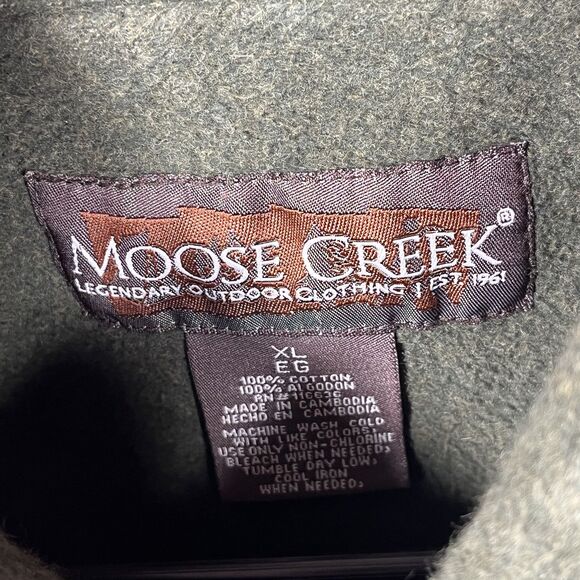 MOOSE CREEK®
LEGENDARY OUTDOOR CLOTHING | EST. 1961
XL
EG
100% COTTON
100% ALGODON
RN#116636
MADE IN CAMBODIA
HECHO EN CAMBODIA
MACHINE WASH COLD
WITH LIKE COLORS;
USE ONLY NON-CHLORINE
BLEACH WHEN NEEDED;
TUMBLE DRY LOW;
COOL IRON
WHEN NEEDED;